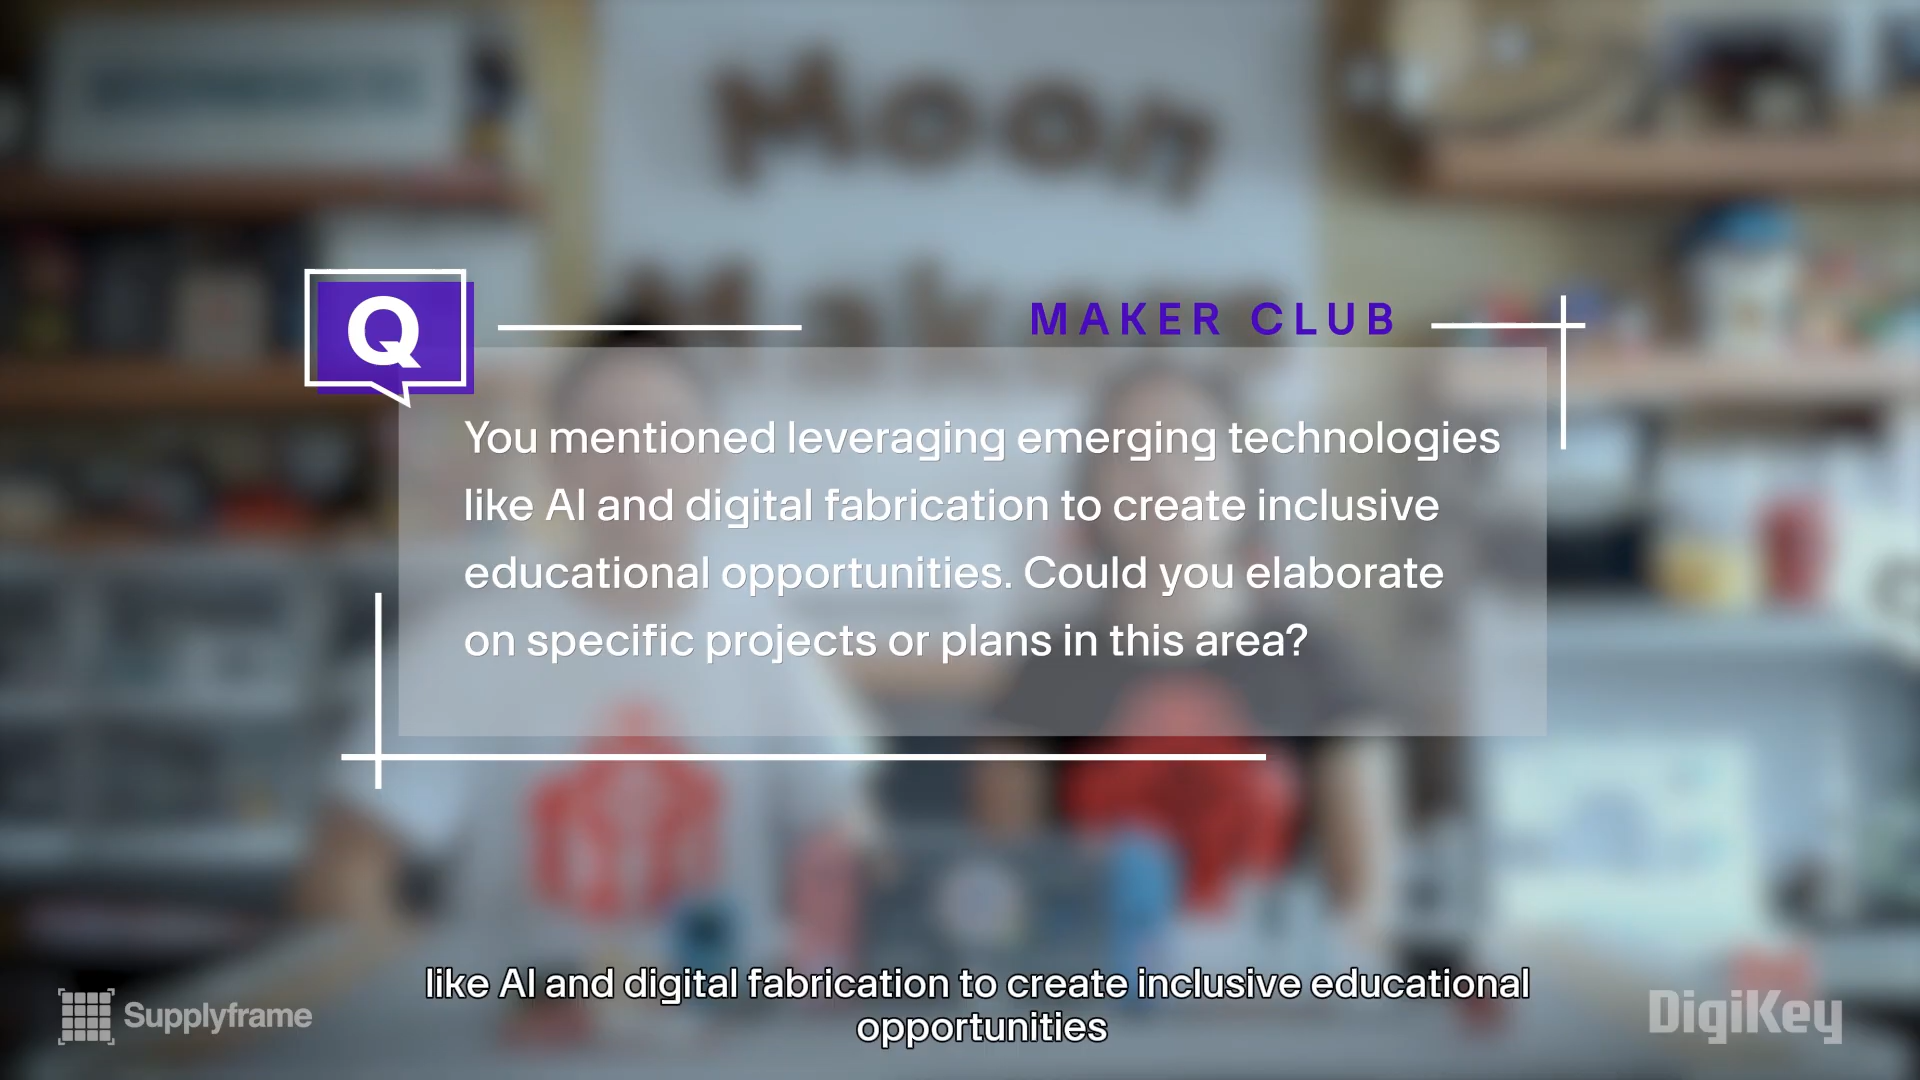 Moon
Makers
Q
MAKER CLUB
You mentioned leveraging emerging technologies
like AI and digital fabrication to create inclusive
educational opportunities. Could you elaborate
on specific projects or plans in this area?
like AI and digital fabrication to create inclusive educational
opportunities
Supplyframe
DigiKey